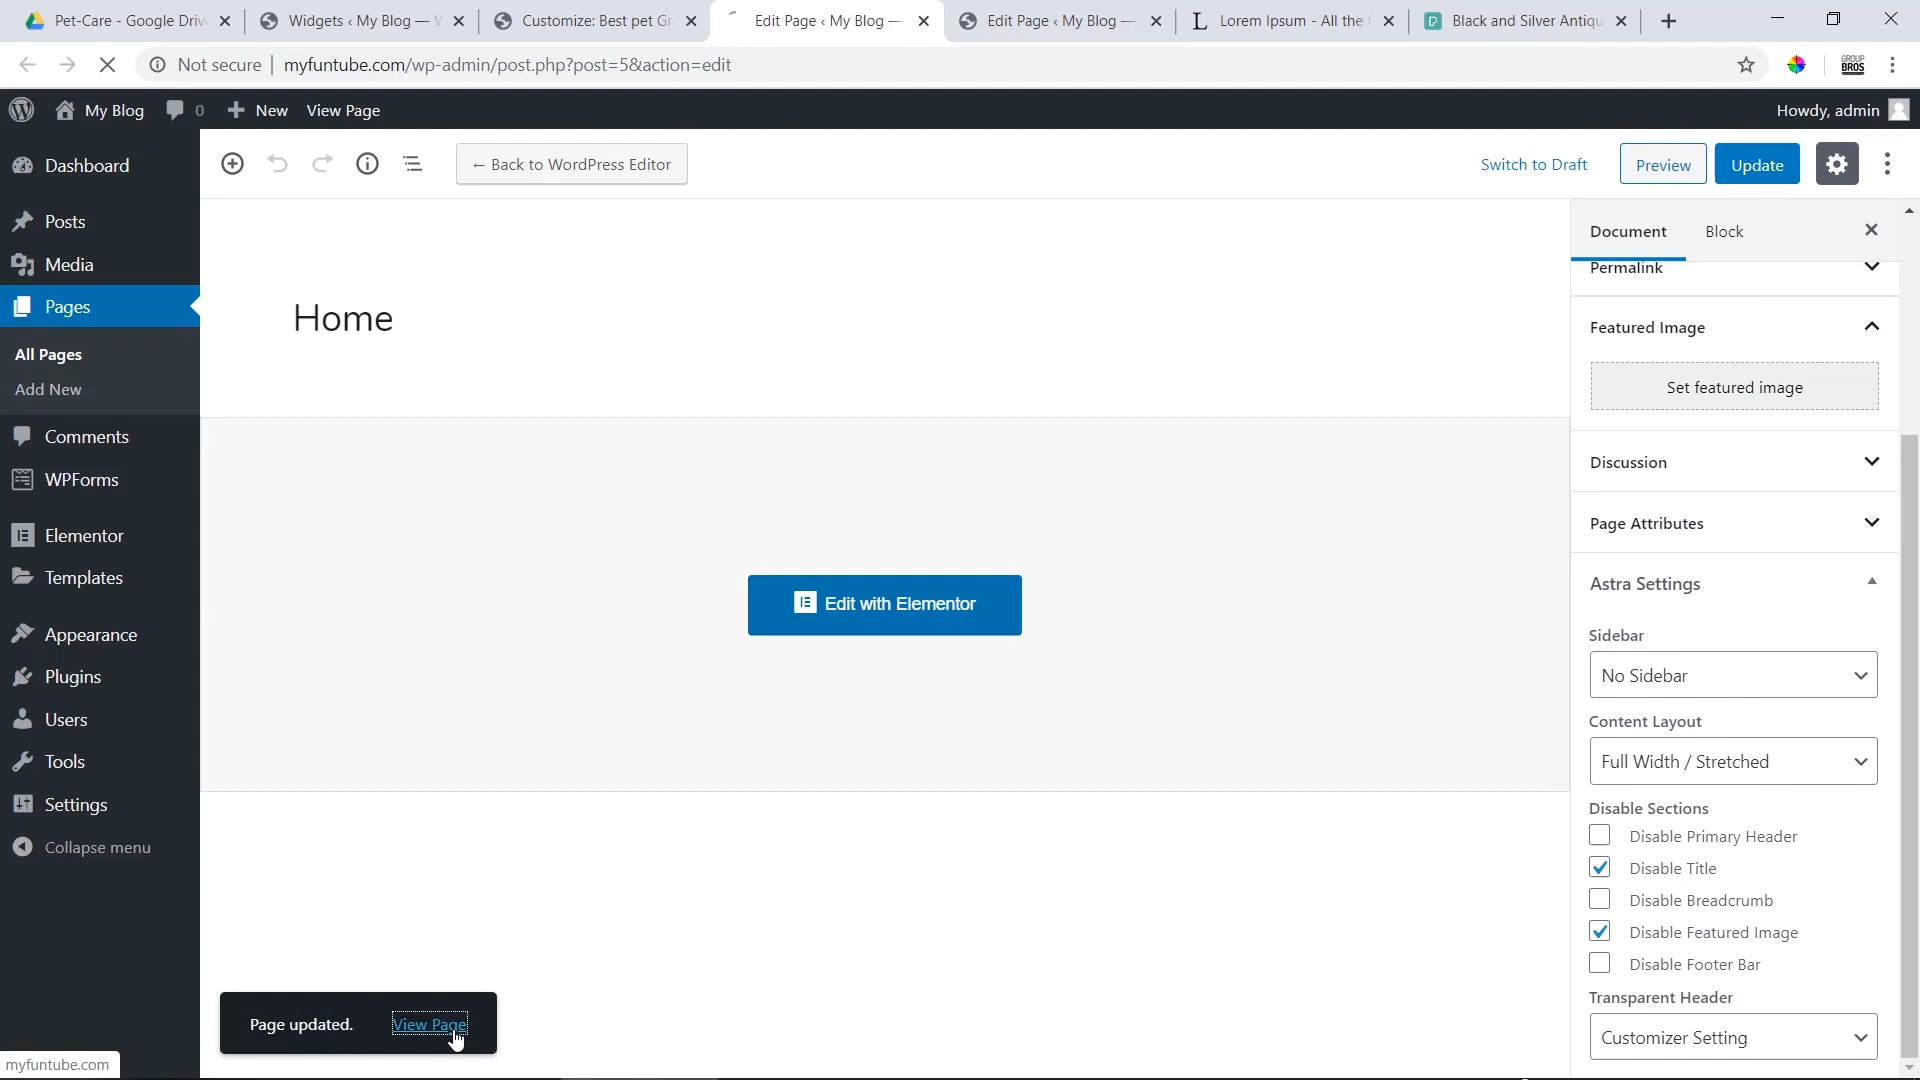 Pet-Care - Google Driv
Widgets ‹ My Blog — W
Customize: Best pet Gr
Edit Page ‹ My Blog —
Edit Page ‹ My Blog —
Lorem Ipsum - All the f
Black and Silver Antiqu
Not secure
myfuntube.com/wp-admin/post.php?post=5&action=edit
GROUP
BROS
My Blog
0
New
View Page
Howdy, admin
Dashboard
Posts
Media
Pages
All Pages
Add New
Comments
WPForms
Elementor
Templates
Appearance
Plugins
Users
Tools
Settings
Collapse menu
← Back to WordPress Editor
Switch to Draft
Preview
Update
Home
Edit with Elementor
Document
Block
Permalink
Featured Image
Set featured image
Discussion
Page Attributes
Astra Settings
Sidebar
No Sidebar
Content Layout
Full Width / Stretched
Disable Sections
Disable Primary Header
Disable Title
Disable Breadcrumb
Disable Featured Image
Disable Footer Bar
Transparent Header
Customizer Setting
Page updated.
View Page
myfuntube.com